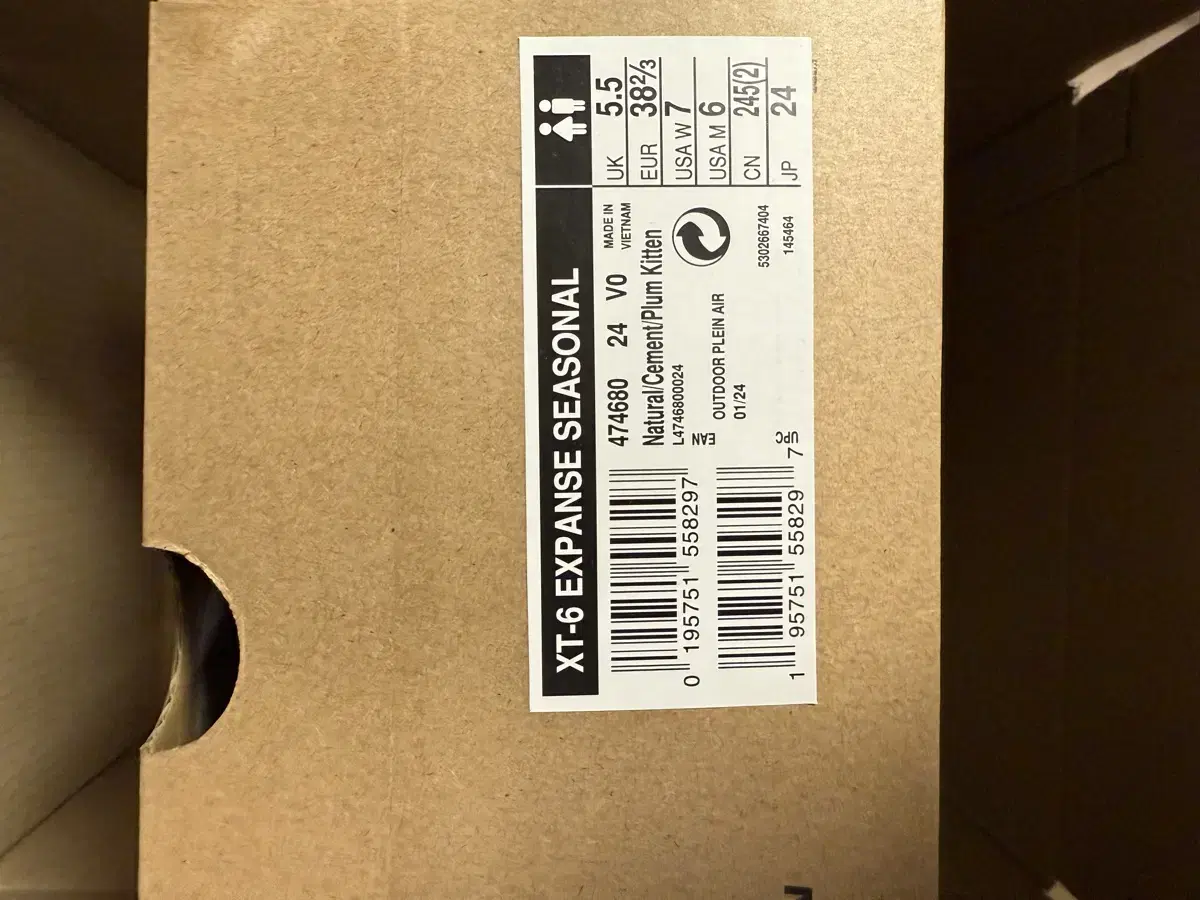 XT-6 EXPANSE SEASONAL
474680 24 V0
MADE IN
VIETNAM
Natural/Cement/Plum Kitten
L4746800024
EAN
OUTDOOR PLEIN AIR
01/24
5302667404
145464
UPC
0 195751 558297
1 95751 55829 7
UK 5.5
EUR 38⅔
USA W 7
USA M 6
CN 245(2)
JP 24